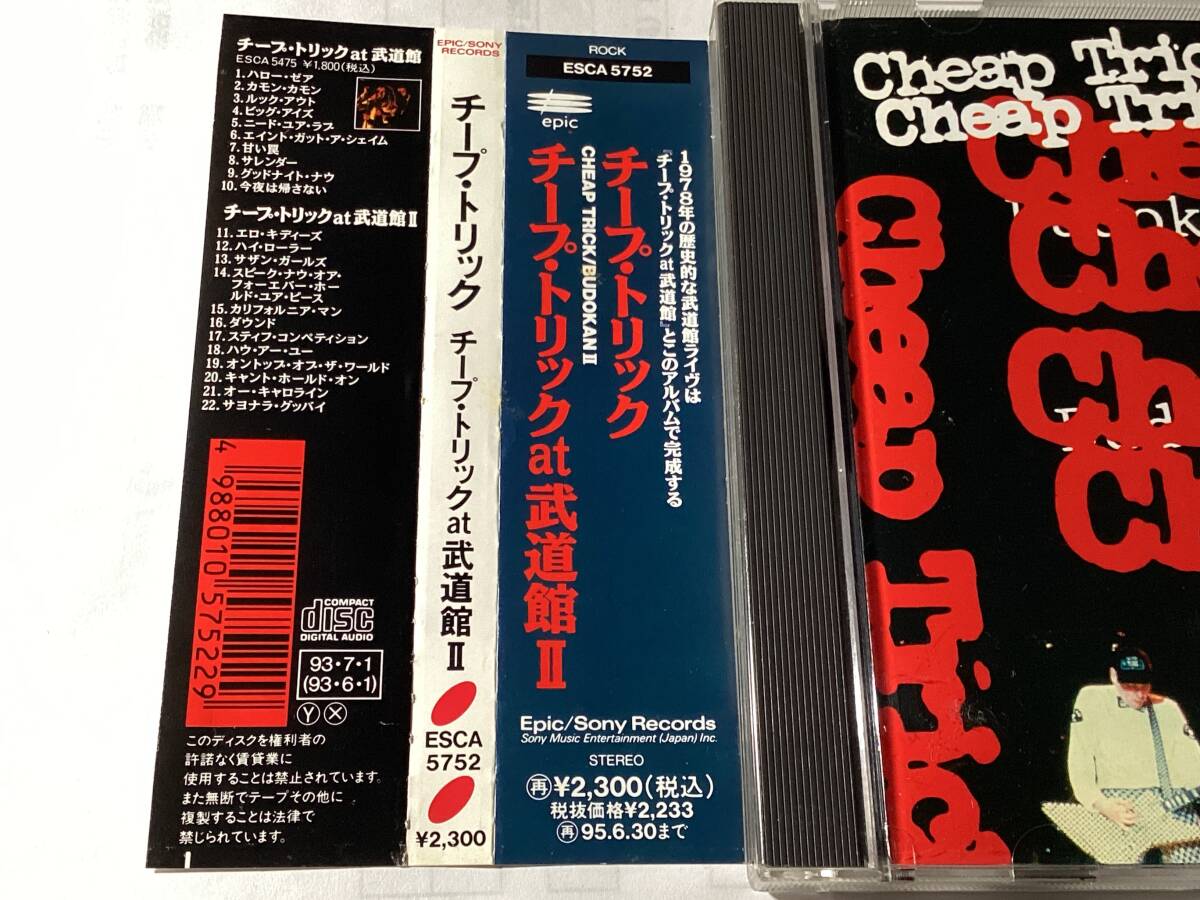 チープ・トリック at 武道館
ESCA 5475 ¥1,800(税込)
1.ハロー・ゼア
2.カモン・カモン
3.ルック・アウト
4.ビッグ・アイズ
5.ニード・ユア・ラブ
6.エイント・ガット・ア・シェイム
7.甘い罠
8.サレンダー
9.グッドナイト・ナウ
10.今夜は帰さない
チープ・トリック at 武道館 II
11.エロ・キディーズ
12.ハイ・ローラー
13.サザン・ガールズ
14.スピーク・ナウ・オア・
フォーエバー・ホー
ルド・ユア・ピース
15.カリフォルニア・マン
16.ダウンド
17.スティフ・コンペティション
18.ハウ・アー・ユー
19.オントップ・オブ・ザ・ワールド
20.キャント・ホールド・オン
21.オー・キャロライン
22.サヨナラ・グッバイ
4 988010 575229
COMPACT
disc
DIGITAL AUDIO
93・7・1
(93・6・1)
Y X
このディスクを権利者の
許諾なく賃貸業に
使用することは禁止されています。
また無断でテープその他に
複製することは法律で
禁じられています。
EPIC/SONY
RECORDS
チープ・トリック チープ・トリック at 武道館 II
ESCA
5752
¥2,300
ROCK
ESCA 5752
epic
1978年の歴史的な武道館ライヴは
『チープ・トリック at 武道館』とこのアルバムで完成する
チープ・トリック
CHEAP TRICK/BUDOKAN II
チープ・トリック at 武道館 II
Epic/Sony Records
Sony Music Entertainment (Japan) Inc.
STEREO
再 ¥2,300(税込)
税抜価格¥2,233
再 95.6.30まで
Cheap Tric
Cheap Tri
Cheap Trick